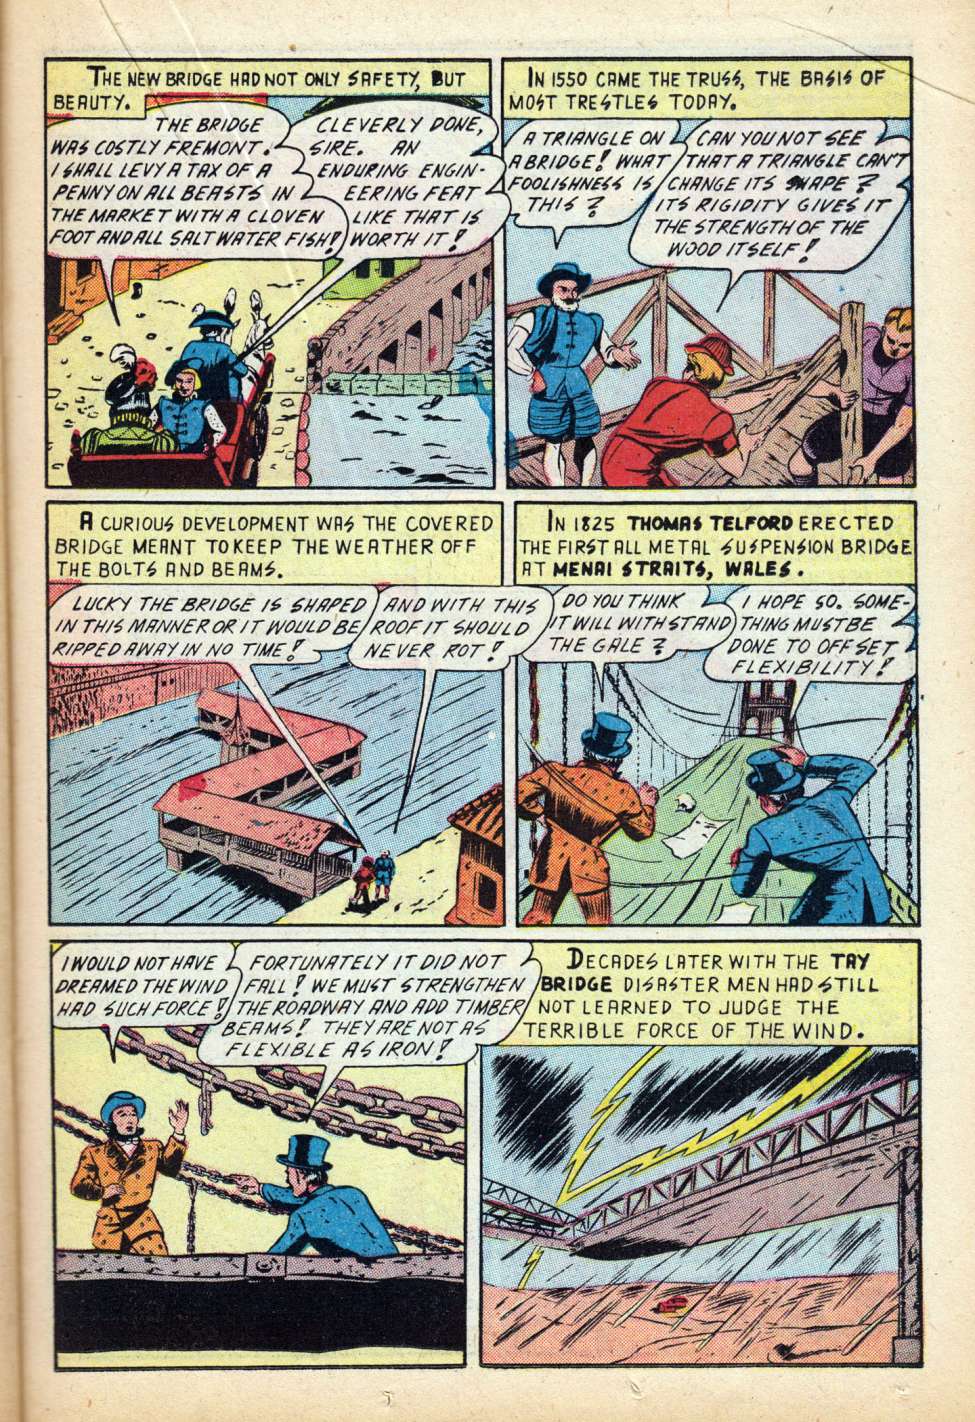 THE NEW BRIDGE HAD NOT ONLY SAFETY, BUT
BEAUTY.
THE BRIDGE
WAS COSTLY FREMONT.
I SHALL LEVY A TAX OF A
PENNY ON ALL BEASTS IN
THE MARKET WITH A CLOVEN
FOOT AND ALL SALT WATER FISH!
CLEVERLY DONE,
SIRE. AN
ENDURING ENGIN-
EERING FEAT
LIKE THAT IS
WORTH IT!
IN 1550 CAME THE TRUSS, THE BASIS OF
MOST TRESTLES TODAY.
A TRIANGLE ON
A BRIDGE! WHAT
FOOLISHNESS IS
THIS?
CAN YOU NOT SEE
THAT A TRIANGLE CAN'T
CHANGE ITS SHAPE?
ITS RIGIDITY GIVES IT
THE STRENGTH OF THE
WOOD ITSELF!
A CURIOUS DEVELOPMENT WAS THE COVERED
BRIDGE MEANT TO KEEP THE WEATHER OFF
THE BOLTS AND BEAMS.
LUCKY THE BRIDGE IS SHAPED
IN THIS MANNER OR IT WOULD BE
RIPPED AWAY IN NO TIME!
AND WITH THIS
ROOF IT SHOULD
NEVER ROT!
IN 1825 THOMAS TELFORD ERECTED
THE FIRST ALL METAL SUSPENSION BRIDGE
AT MENAI STRAITS, WALES.
DO YOU THINK
IT WILL WITHSTAND
THE GALE?
I HOPE SO. SOME-
THING MUST BE
DONE TO OFFSET
FLEXIBILITY!
I WOULD NOT HAVE
DREAMED THE WIND
HAD SUCH FORCE!
FORTUNATELY IT DID NOT
FALL! WE MUST STRENGTHEN
THE ROADWAY AND ADD TIMBER
BEAMS! THEY ARE NOT AS
FLEXIBLE AS IRON!
DECADES LATER WITH THE TAY
BRIDGE DISASTER MEN HAD STILL
NOT LEARNED TO JUDGE THE
TERRIBLE FORCE OF THE WIND.